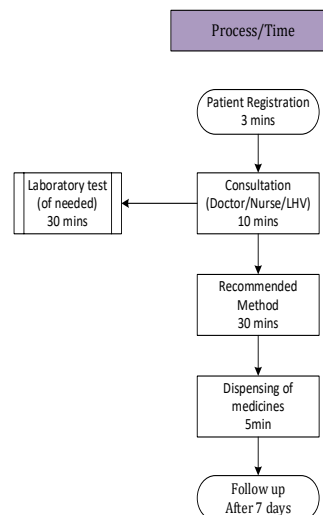 Process/Time
Patient Registration
3 mins
Laboratory test
(of needed)
30 mins
Consultation
(Doctor/Nurse/LHV)
10 mins
Recommended
Method
30 mins
Dispensing of
medicines
5min
Follow up
After 7 days